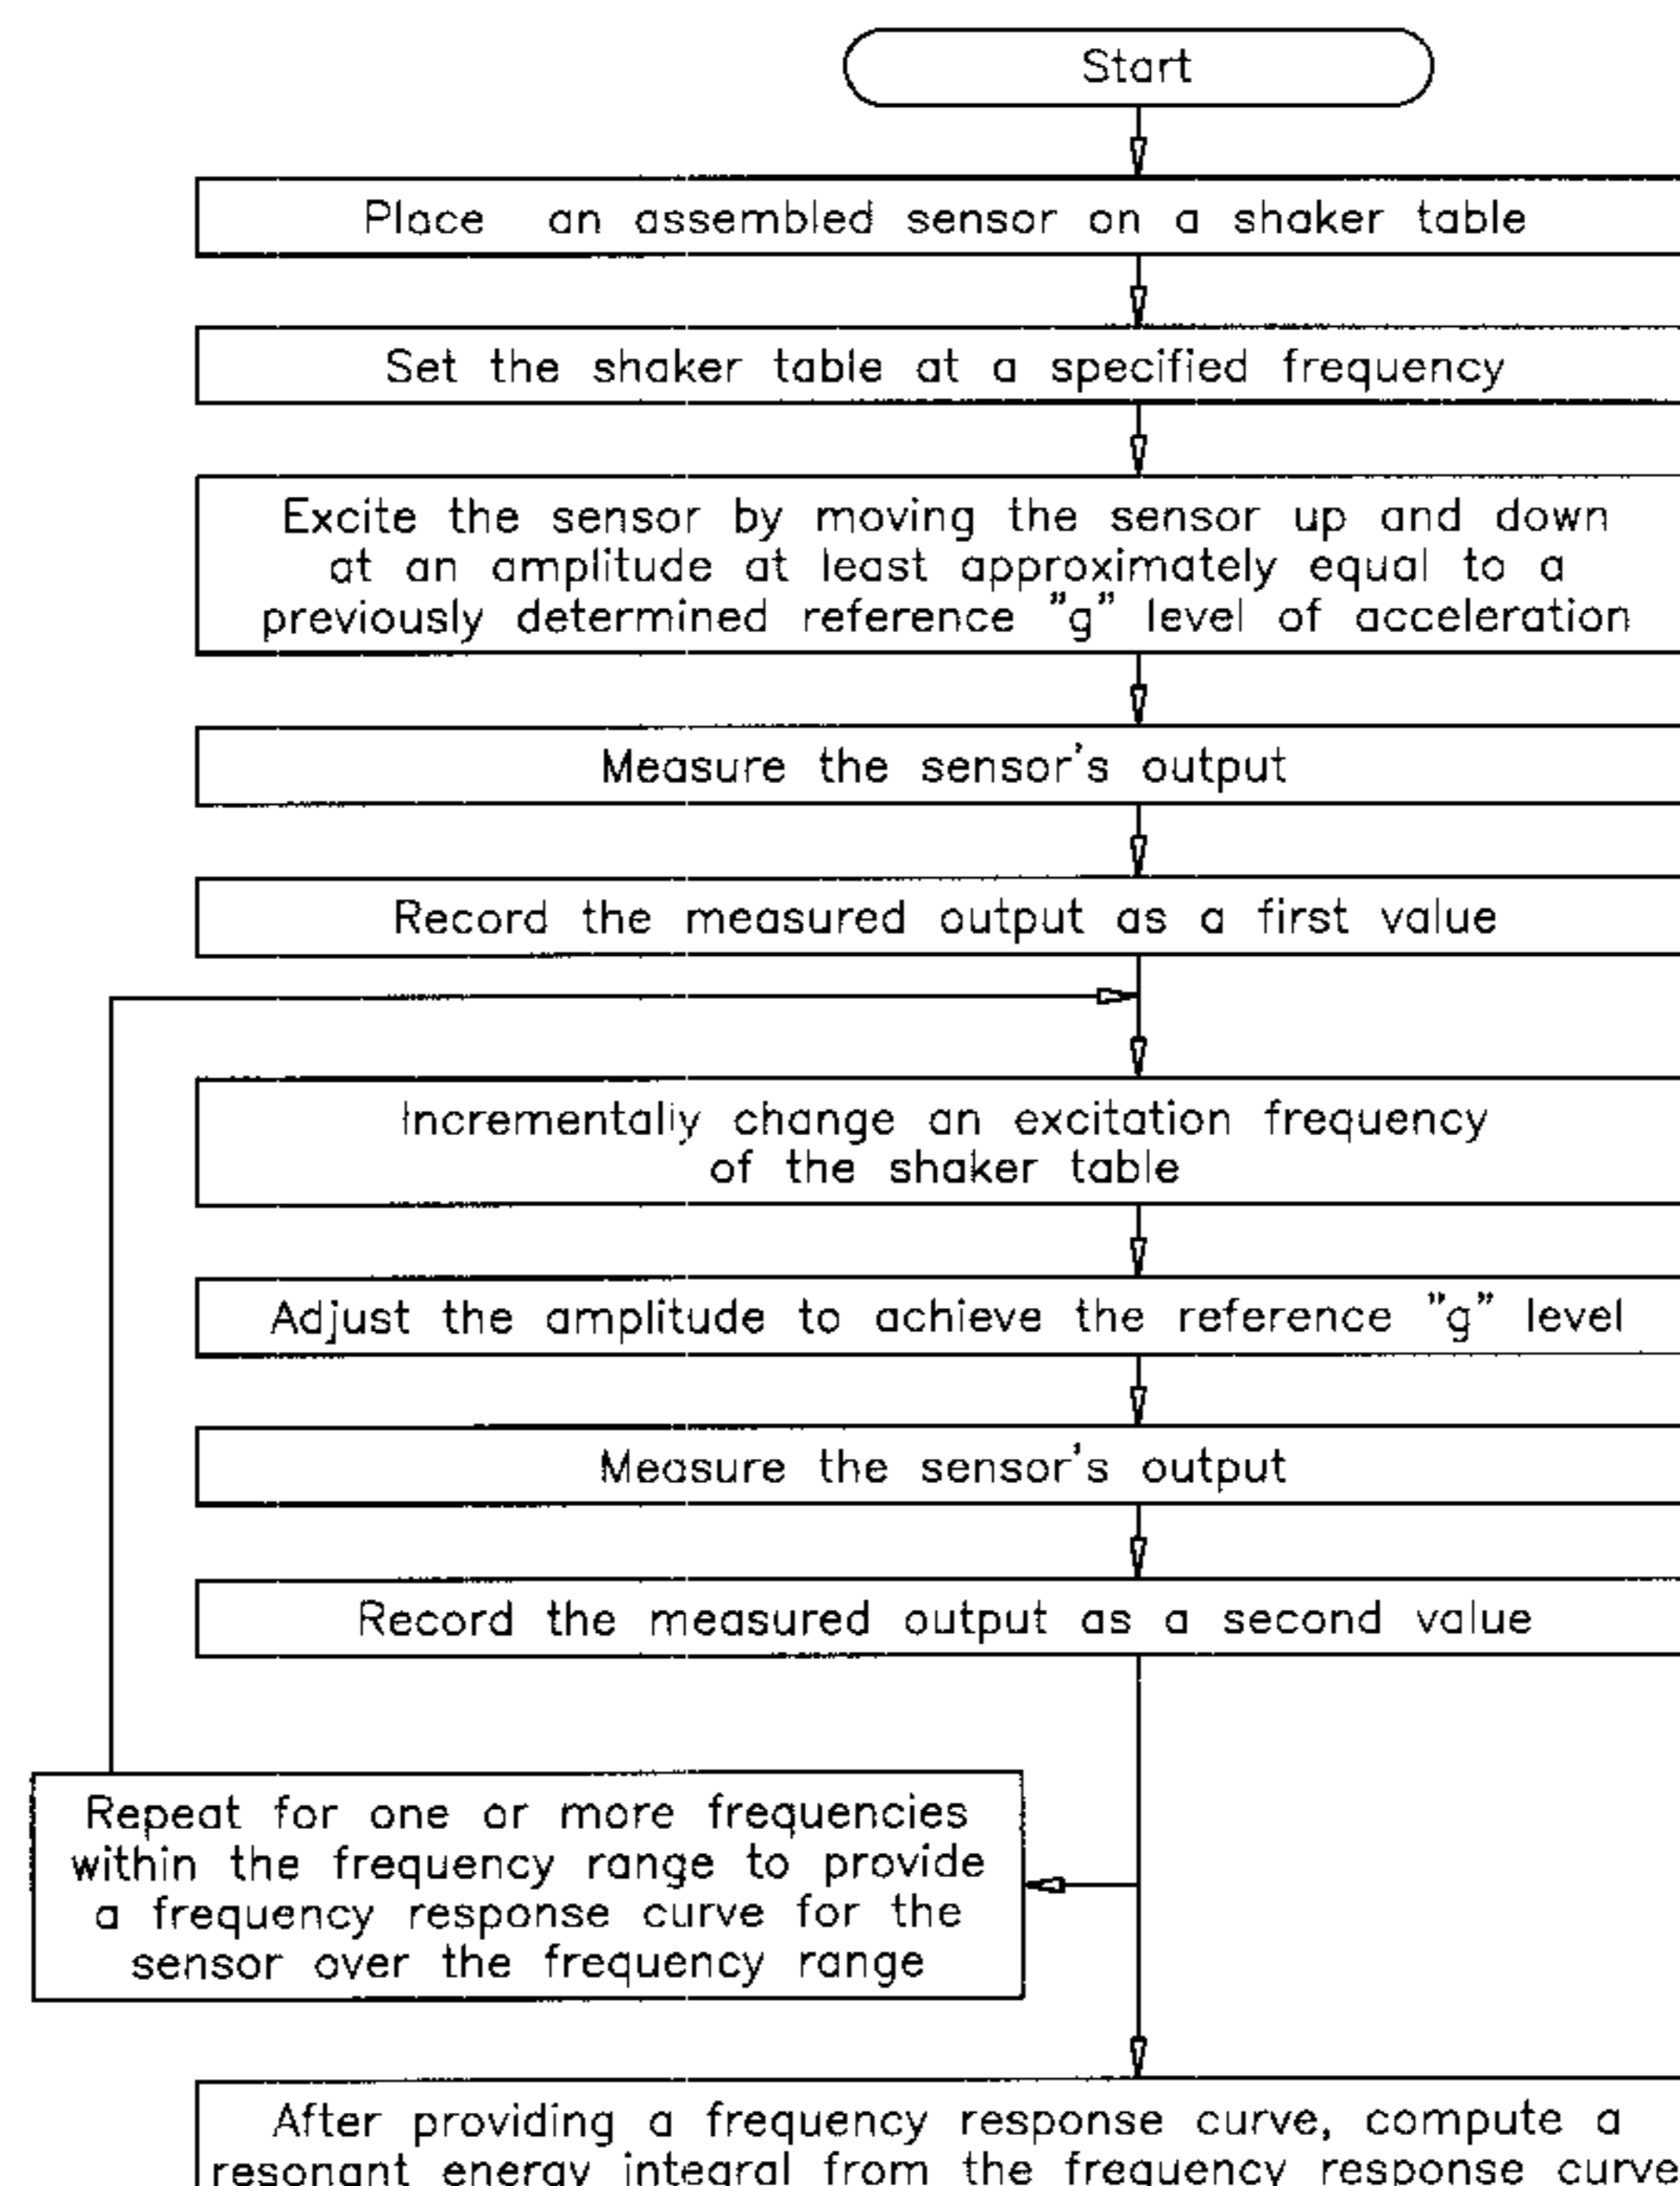 Start
Place an assembled sensor on a shaker table
Set the shaker table at a specified frequency
Excite the sensor by moving the sensor up and down
at an amplitude at least approximately equal to a
previously determined reference "g" level of acceleration
Measure the sensor's output
Record the measured output as a first value
Incrementally change an excitation frequency
of the shaker table
Adjust the amplitude to achieve the reference "g" level
Measure the sensor's output
Record the measured output as a second value
Repeat for one or more frequencies
within the frequency range to provide
a frequency response curve for the
sensor over the frequency range
After providing a frequency response curve, compute a
resonant energy integral from the frequency response curve